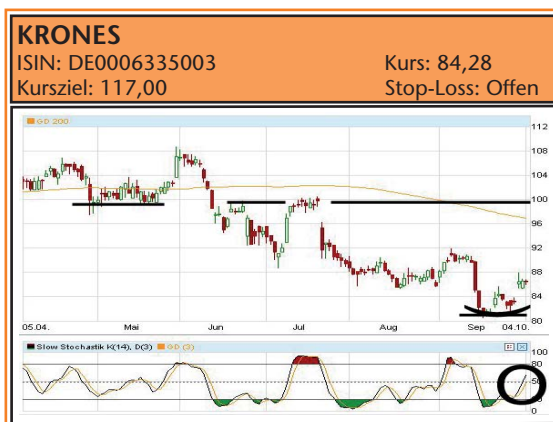 KRONES
ISIN: DE0006335003 Kurs: 84,28
Kursziel: 117,00 Stop-Loss: Offen
GD 200
112
108
104
100
96
92
88
84
80
05.04. Mai Jun Jul Aug Sep 04.10.
Slow Stochastik K(14), D(3) GD (3)
100
80
20
0